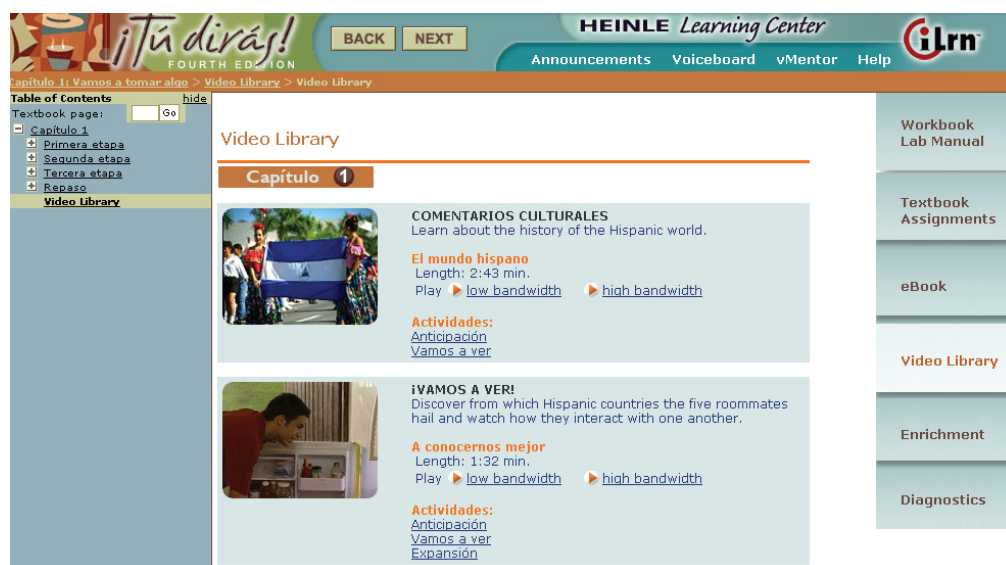 ¡Tú dirás!
FOURTH EDITION
BACK NEXT
HEINLE Learning Center
iLrn
Announcements Voiceboard vMentor Help
Capítulo 1: Vamos a tomar algo > Video Library > Video Library
Table of Contents hide
Textbook page: Go
Capítulo 1
Primera etapa
Segunda etapa
Tercera etapa
Repaso
Video Library
Video Library
Capítulo 1
COMENTARIOS CULTURALES
Learn about the history of the Hispanic world.
El mundo hispano
Length: 2:43 min.
Play low bandwidth high bandwidth
Actividades:
Anticipación
Vamos a ver
¡VAMOS A VER!
Discover from which Hispanic countries the five roommates
hail and watch how they interact with one another.
A conocernos mejor
Length: 1:32 min.
Play low bandwidth high bandwidth
Actividades:
Anticipación
Vamos a ver
Expansión
Workbook
Lab Manual
Textbook
Assignments
eBook
Video Library
Enrichment
Diagnostics